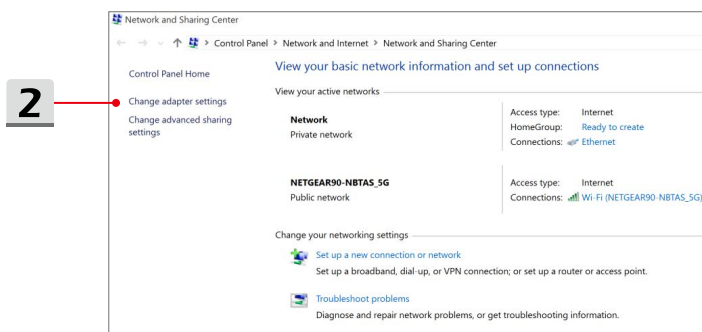 Network and Sharing Center
Control Panel > Network and Internet > Network and Sharing Center
2
Control Panel Home
Change adapter settings
Change advanced sharing
settings
View your basic network information and set up connections
View your active networks
Network
Private network
Access type: Internet
HomeGroup: Ready to create
Connections: Ethernet
NETGEAR90-NBTAS_5G
Public network
Access type: Internet
Connections: Wi-Fi (NETGEAR90-NBTAS_5G)
Change your networking settings
Set up a new connection or network
Set up a broadband, dial-up, or VPN connection; or set up a router or access point.
Troubleshoot problems
Diagnose and repair network problems, or get troubleshooting information.